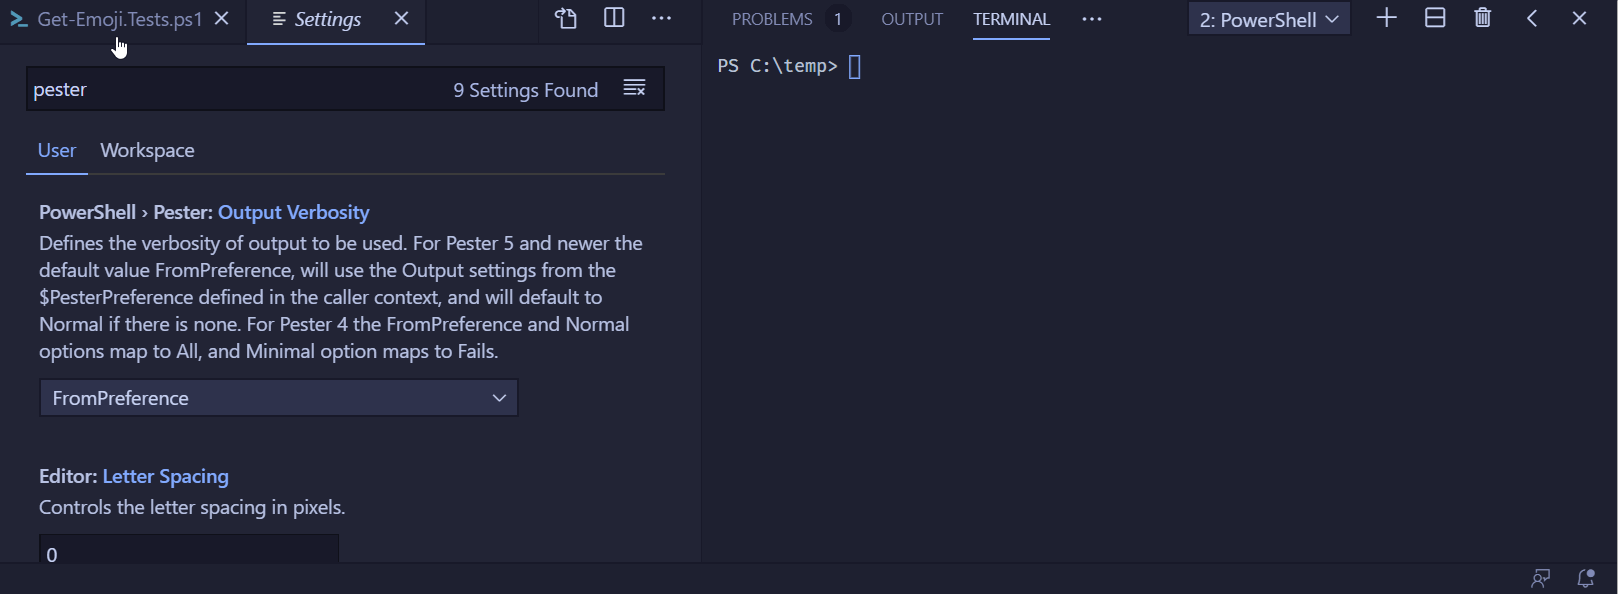 Get-Emoji.Tests.ps1
Settings
pester
9 Settings Found
User
Workspace
PowerShell › Pester: Output Verbosity
Defines the verbosity of output to be used. For Pester 5 and newer the
default value FromPreference, will use the Output settings from the
$PesterPreference defined in the caller context, and will default to
Normal if there is none. For Pester 4 the FromPreference and Normal
options map to All, and Minimal option maps to Fails.
FromPreference
Editor: Letter Spacing
Controls the letter spacing in pixels.
0
PROBLEMS 1
OUTPUT
TERMINAL
2: PowerShell
PS C:\temp>